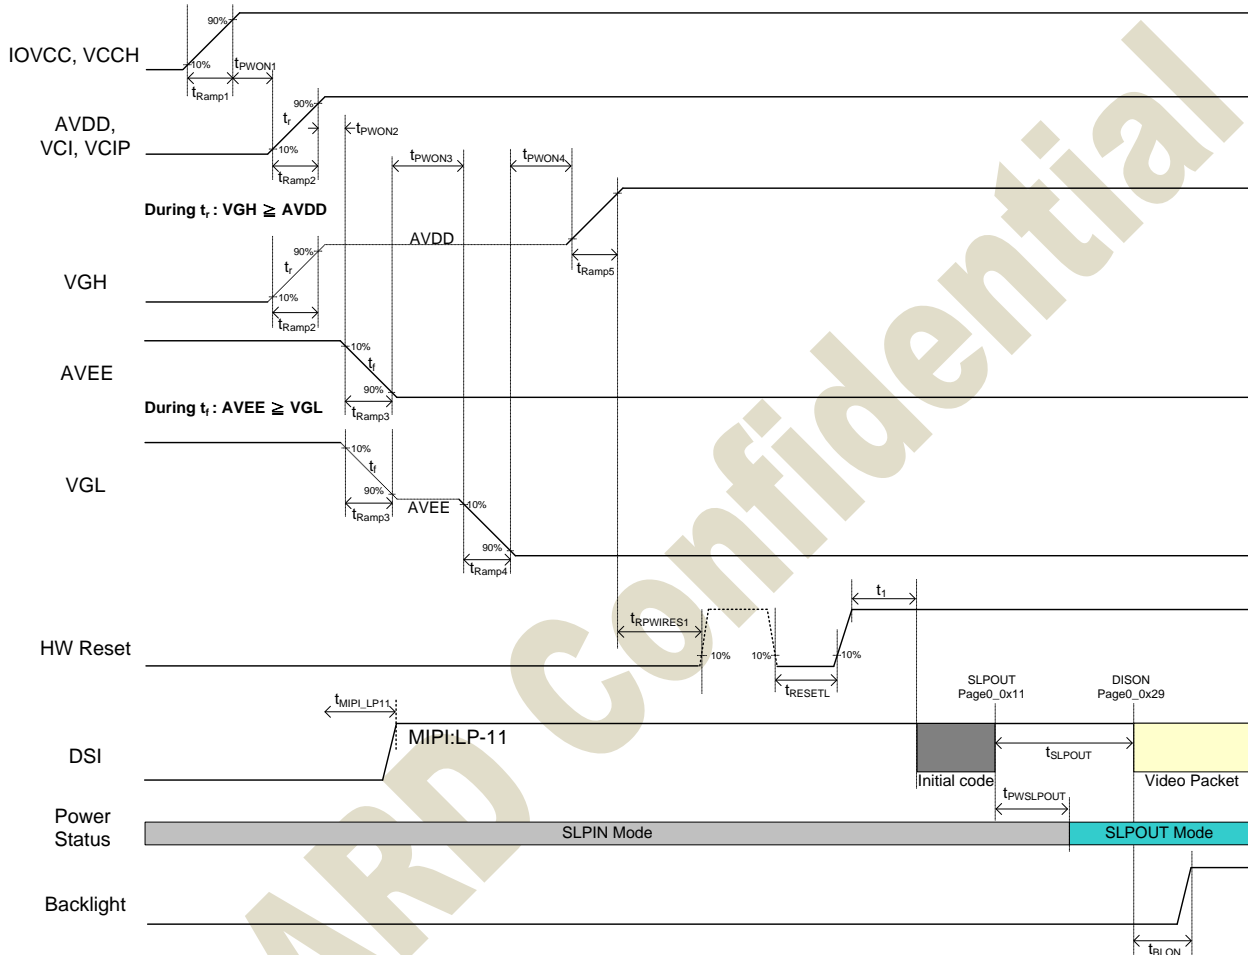 IOVCC, VCCH
90%
10%
tPWON1
tRamp1
AVDD,
VCI, VCIP
90%
tr
10%
tPWON2
tRamp2
tPWON3
tPWON4
During tr : VGH ≧ AVDD
VGH
90%
tr
10%
tRamp2
AVDD
tRamp5
AVEE
10%
tf
90%
tRamp3
During tf : AVEE ≧ VGL
VGL
10%
tf
90%
tRamp3
AVEE
10%
90%
tRamp4
HW Reset
tRPWIRES1
10%
10%
10%
tRESETL
t1
SLPOUT
Page0_0x11
DISON
Page0_0x29
DSI
tMIPI_LP11
MIPI:LP-11
Initial code
tSLPOUT
Video Packet
tPWSLPOUT
Power
Status
SLPIN Mode
SLPOUT Mode
Backlight
tBLON
ARD Confidential